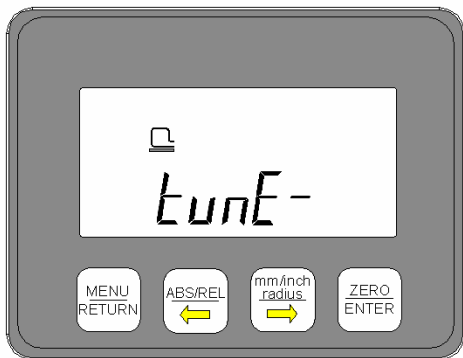 tunE-
MENU
RETURN
ABS/REL
mm/inch
radius
ZERO
ENTER